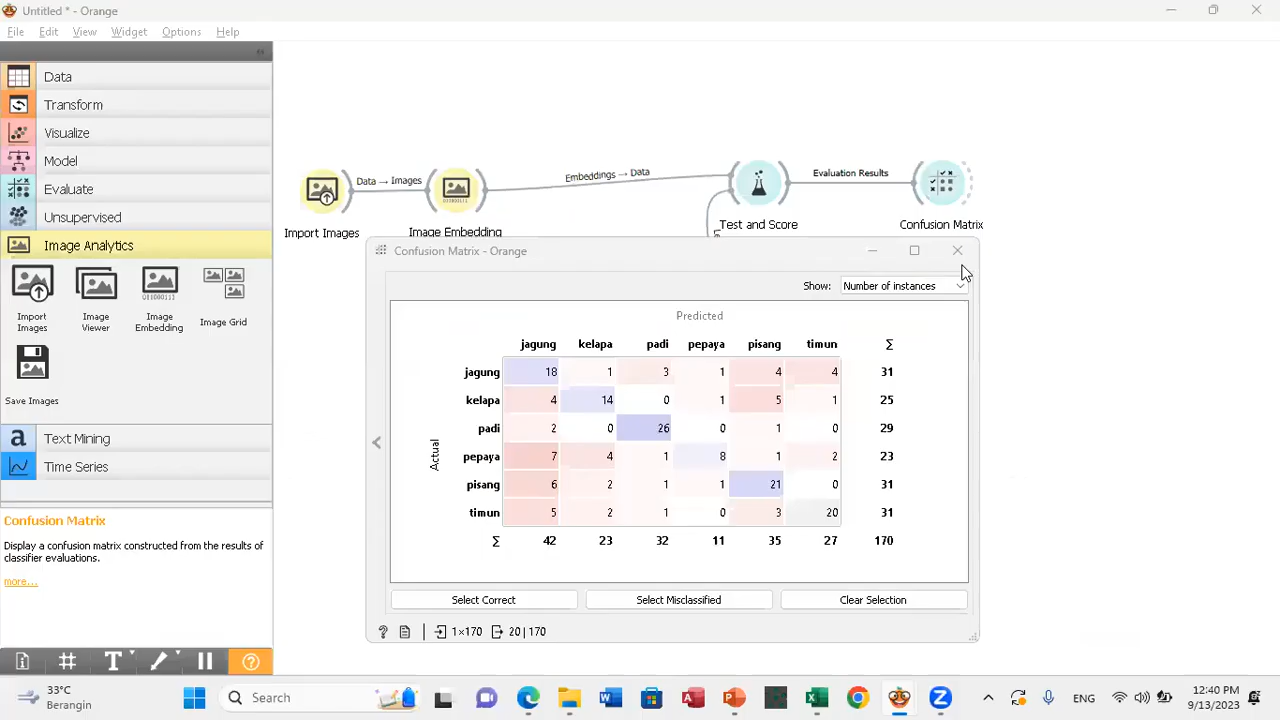 Untitled * - Orange
File Edit View Widget Options Help
Data
Transform
Visualize
Model
Evaluate
Unsupervised
Image Analytics
Import Images
Image Viewer
Image Embedding
Image Grid
Save Images
Text Mining
Time Series
Confusion Matrix
Display a confusion matrix constructed from the results of
classifier evaluations.
more...
Data → Images
Embeddings → Data
Evaluation Results
Import Images
Image Embedding
Test and Score
Confusion Matrix
Confusion Matrix - Orange
Show: Number of instances
Predicted
jagung kelapa padi pepaya pisang timun Σ
jagung 18 1 3 1 4 4 31
kelapa 4 14 0 1 5 1 25
padi 2 0 26 0 1 0 29
Actual
pepaya 7 4 1 8 1 2 23
pisang 6 2 1 1 21 0 31
timun 5 2 1 0 3 20 31
Σ 42 23 32 11 35 27 170
Select Correct Select Misclassified Clear Selection
1×170 20|170
33°C
Berangin
Search
ENG
12:40 PM
9/13/2023